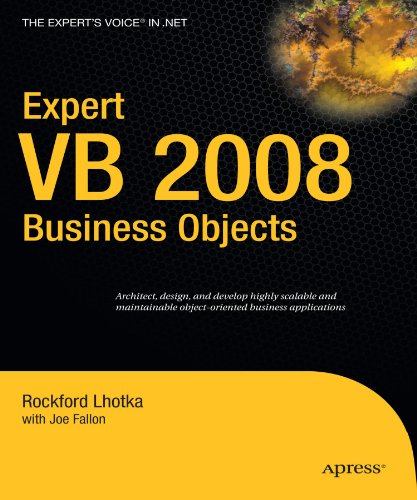 THE EXPERT'S VOICE® IN .NET
Expert
VB 2008
Business Objects
Architect, design, and develop highly scalable and
maintainable object-oriented business applications
Rockford Lhotka
with Joe Fallon
Apress®